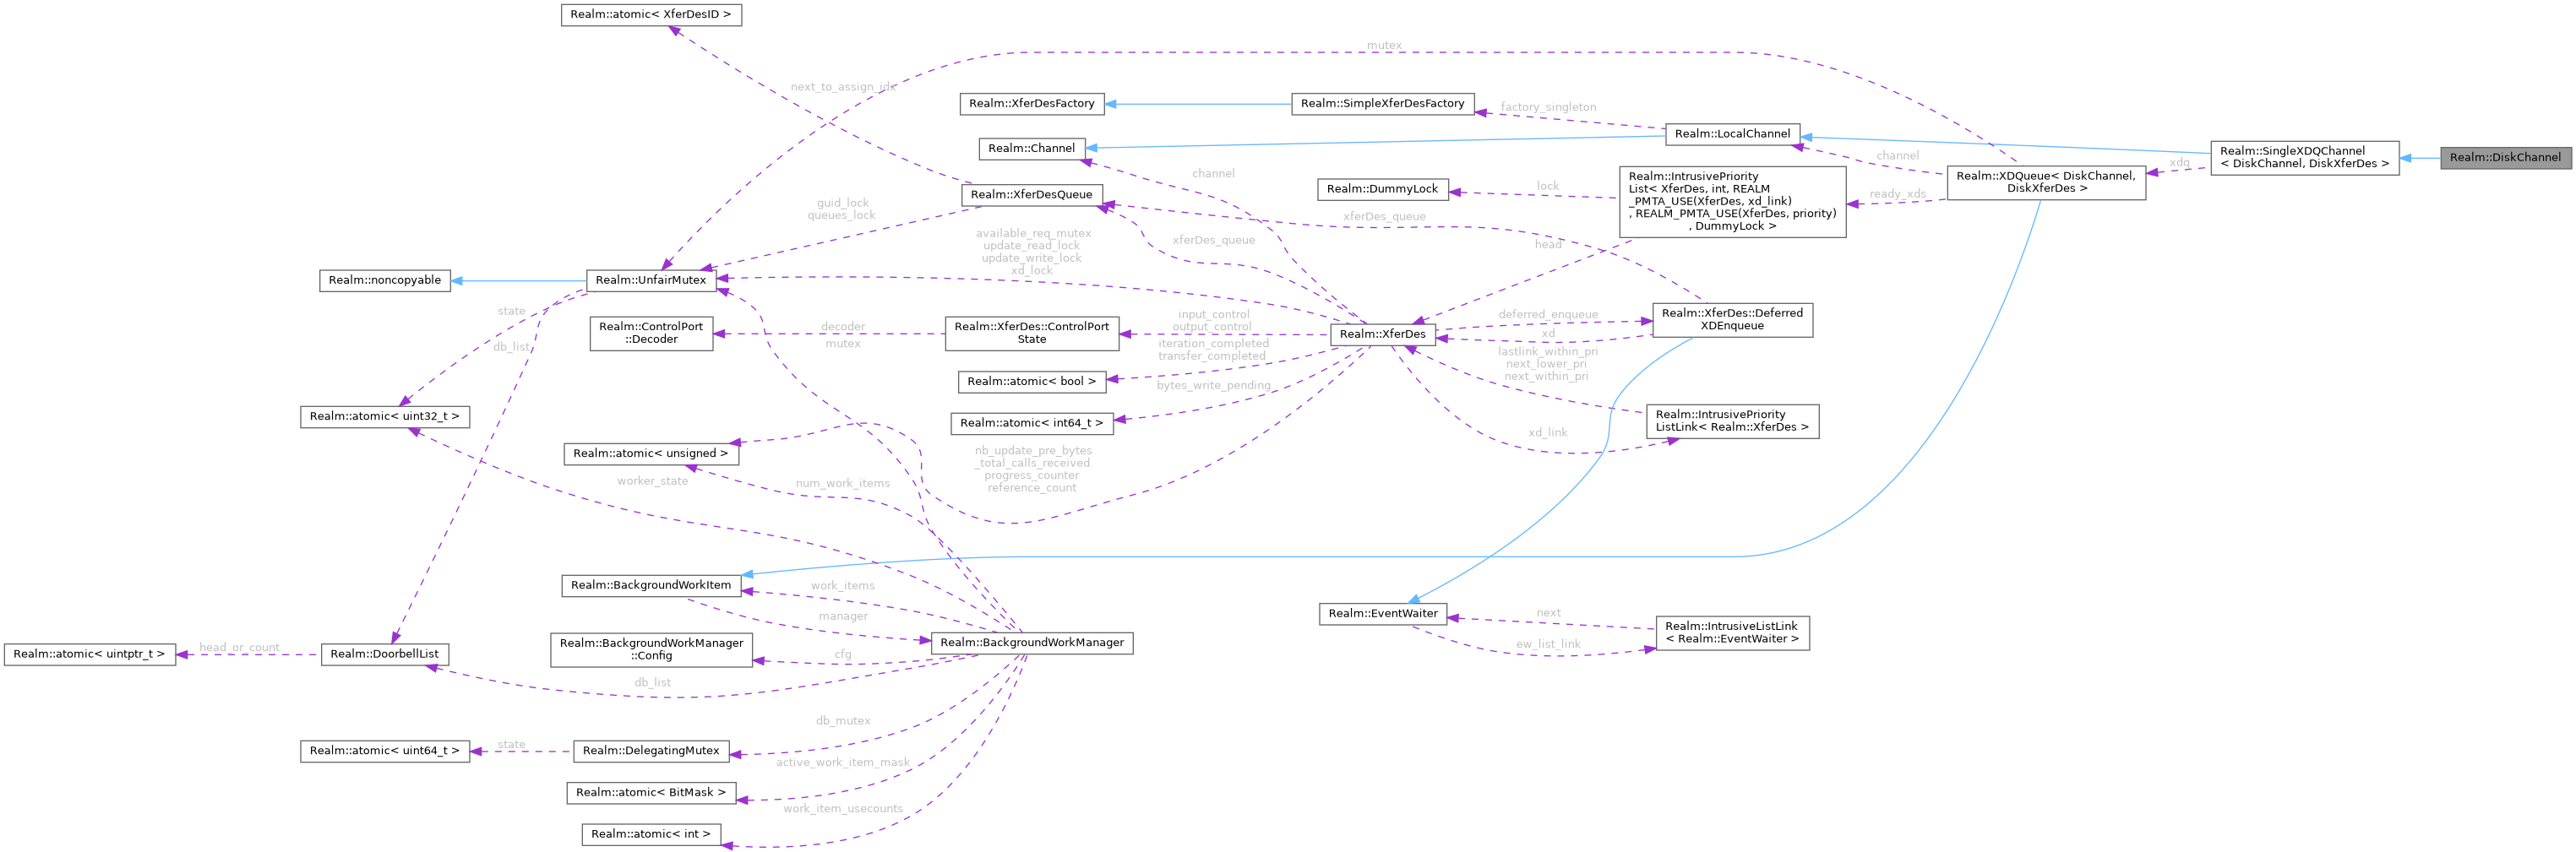 Realm::atomic< XferDesID >
mutex
next_to_assign_idx
Realm::XferDesFactory
Realm::SimpleXferDesFactory
factory_singleton
Realm::LocalChannel
Realm::Channel
channel
Realm::SingleXDQChannel
< DiskChannel, DiskXferDes >
Realm::DiskChannel
xdq
Realm::XDQueue< DiskChannel,
DiskXferDes >
channel
ready_xds
Realm::IntrusivePriority
List< XferDes, int, REALM
_PMTA_USE(XferDes, xd_link)
, REALM_PMTA_USE(XferDes, priority)
, DummyLock >
lock
Realm::DummyLock
Realm::XferDesQueue
guid_lock
queues_lock
xferDes_queue
xferDes_queue
head
available_req_mutex
update_read_lock
update_write_lock
xd_lock
Realm::noncopyable
Realm::UnfairMutex
state
db_list
Realm::ControlPort
::Decoder
decoder
mutex
Realm::XferDes::ControlPort
State
input_control
output_control
iteration_completed
transfer_completed
Realm::XferDes
deferred_enqueue
xd
Realm::XferDes::Deferred
XDEnqueue
lastlink_within_pri
next_lower_pri
next_within_pri
Realm::atomic< bool >
bytes_write_pending
Realm::atomic< int64_t >
Realm::atomic< uint32_t >
Realm::IntrusivePriority
ListLink< Realm::XferDes >
xd_link
Realm::atomic< unsigned >
nb_update_pre_bytes
_total_calls_received
progress_counter
reference_count
worker_state
num_work_items
Realm::BackgroundWorkItem
work_items
manager
Realm::EventWaiter
next
ew_list_link
Realm::IntrusiveListLink
< Realm::EventWaiter >
Realm::atomic< uintptr_t >
head_or_count
Realm::DoorbellList
Realm::BackgroundWorkManager
::Config
cfg
Realm::BackgroundWorkManager
db_list
db_mutex
Realm::atomic< uint64_t >
state
Realm::DelegatingMutex
active_work_item_mask
Realm::atomic< BitMask >
work_item_usecounts
Realm::atomic< int >